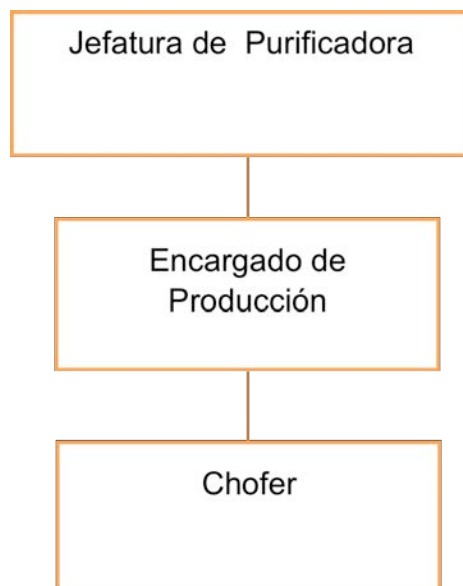 Jefatura de Purificadora
Encargado de
Producción
Chofer